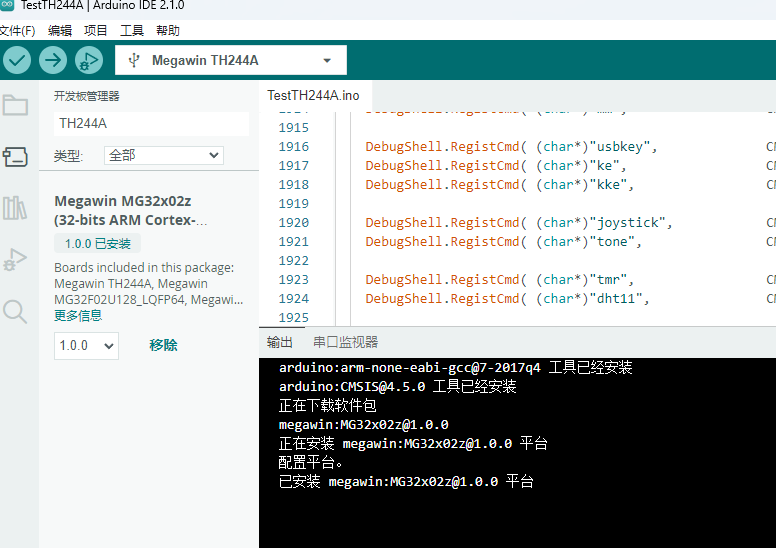 TestTH244A | Arduino IDE 2.1.0
文件(F) 编辑 项目 工具 帮助
Megawin TH244A
开发板管理器
TH244A
类型: 全部
Megawin MG32x02z
(32-bits ARM Cortex-...
1.0.0 已安装
Boards included in this package:
Megawin TH244A, Megawin
MG32F02U128_LQFP64, Megawi...
更多信息
1.0.0 移除
TestTH244A.ino
1915
1916 DebugShell.RegistCmd( (char*)"usbkey", CM
1917 DebugShell.RegistCmd( (char*)"ke", CM
1918 DebugShell.RegistCmd( (char*)"kke", CM
1919
1920 DebugShell.RegistCmd( (char*)"joystick", CM
1921 DebugShell.RegistCmd( (char*)"tone", CM
1922
1923 DebugShell.RegistCmd( (char*)"tmr", CM
1924 DebugShell.RegistCmd( (char*)"dht11", CM
1925
输出 串口监视器
arduino:arm-none-eabi-gcc@7-2017q4 工具已经安装
arduino:CMSIS@4.5.0 工具已经安装
正在下载软件包
megawin:MG32x02z@1.0.0
正在安装 megawin:MG32x02z@1.0.0 平台
配置平台。
已安装 megawin:MG32x02z@1.0.0 平台